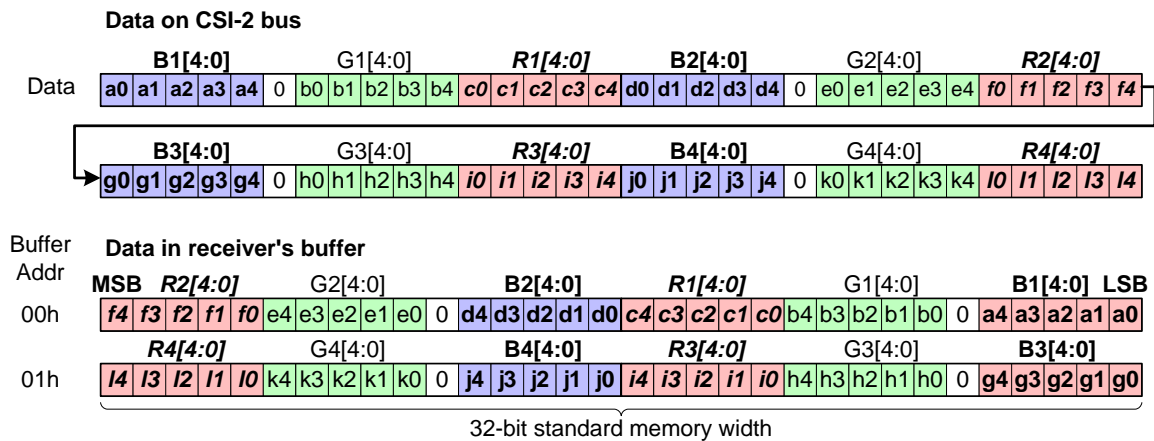 Data on CSI-2 bus
B1[4:0] G1[4:0] R1[4:0] B2[4:0] G2[4:0] R2[4:0]
Data a0 a1 a2 a3 a4 0 b0 b1 b2 b3 b4 c0 c1 c2 c3 c4 d0 d1 d2 d3 d4 0 e0 e1 e2 e3 e4 f0 f1 f2 f3 f4
B3[4:0] G3[4:0] R3[4:0] B4[4:0] G4[4:0] R4[4:0]
g0 g1 g2 g3 g4 0 h0 h1 h2 h3 h4 i0 i1 i2 i3 i4 j0 j1 j2 j3 j4 0 k0 k1 k2 k3 k4 l0 l1 l2 l3 l4
Buffer Addr
Data in receiver's buffer
MSB R2[4:0] G2[4:0] B2[4:0] R1[4:0] G1[4:0] B1[4:0] LSB
00h f4 f3 f2 f1 f0 e4 e3 e2 e1 e0 0 d4 d3 d2 d1 d0 c4 c3 c2 c1 c0 b4 b3 b2 b1 b0 0 a4 a3 a2 a1 a0
R4[4:0] G4[4:0] B4[4:0] R3[4:0] G3[4:0] B3[4:0]
01h l4 l3 l2 l1 l0 k4 k3 k2 k1 k0 0 j4 j3 j2 j1 j0 i4 i3 i2 i1 i0 h4 h3 h2 h1 h0 0 g4 g3 g2 g1 g0
32-bit standard memory width